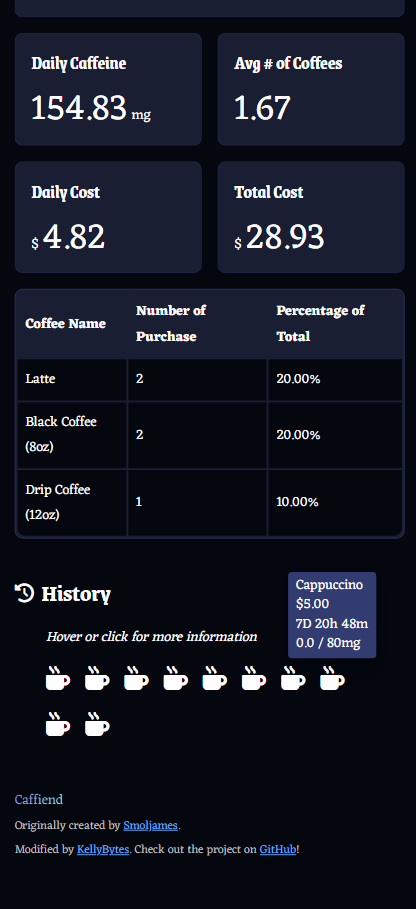 Daily Caffeine
154.83 mg
Avg # of Coffees
1.67
Daily Cost
$ 4.82
Total Cost
$ 28.93
Coffee Name
Number of
Purchase
Percentage of
Total
Latte
2
20.00%
Black Coffee
(8oz)
2
20.00%
Drip Coffee
(12oz)
1
10.00%
History
Hover or click for more information
Cappuccino
$5.00
7D 20h 48m
0.0 / 80mg
Caffiend
Originally created by Smoljames.
Modified by KellyBytes. Check out the project on GitHub!